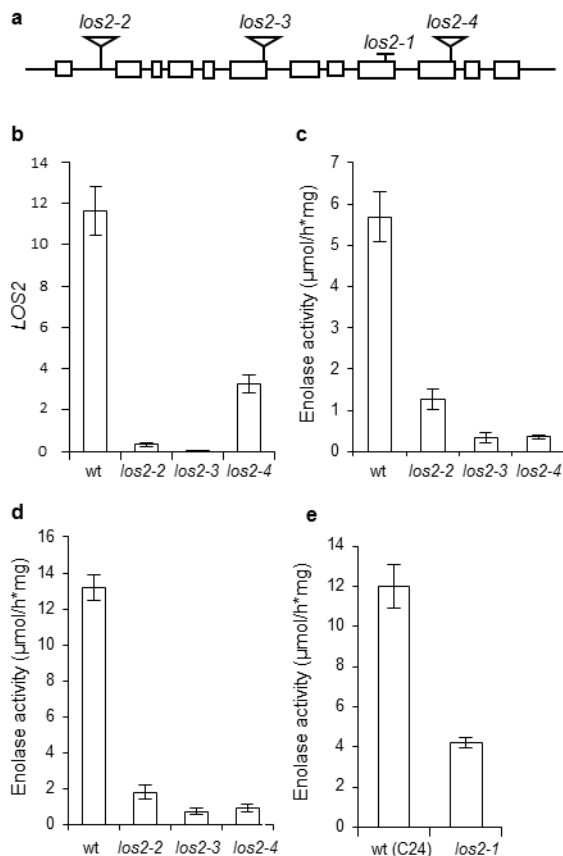 a
los2-2
los2-3
los2-1
los2-4
b
LOS2
14
12
10
8
6
4
2
0
wt
los2-2
los2-3
los2-4
c
Enolase activity (µmol/h*mg)
7
6
5
4
3
2
1
0
wt
los2-2
los2-3
los2-4
d
Enolase activity (µmol/h*mg)
16
14
12
10
8
6
4
2
0
wt
los2-2
los2-3
los2-4
e
Enolase activity (µmol/h*mg)
14
12
10
8
6
4
2
0
wt (C24)
los2-1